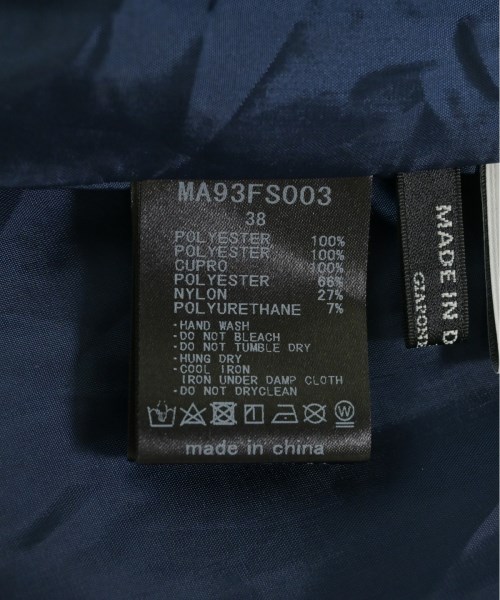 MA93FS003
38
POLYESTER 100%
POLYESTER 100%
CUPRO 100%
POLYESTER 66%
NYLON 27%
POLYURETHANE 7%
·HAND WASH
·DO NOT BLEACH
·DO NOT TUMBLE DRY
·HUNG DRY
·COOL IRON
IRON UNDER DAMP CLOTH
·DO NOT DRYCLEAN
W
made in china
MADE IN